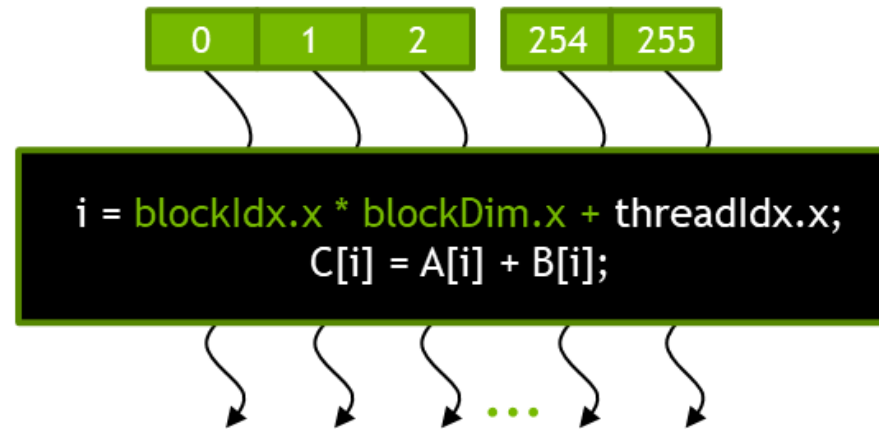 0 1 2 254 255
i = blockIdx.x * blockDim.x + threadIdx.x;
C[i] = A[i] + B[i];
...